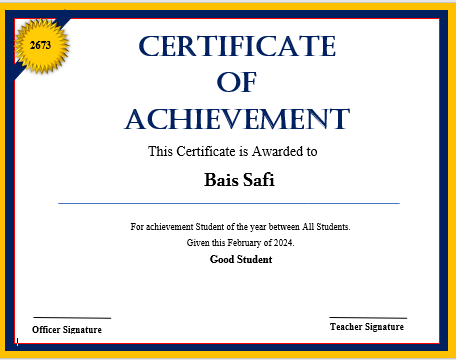 2673
CERTIFICATE
OF
ACHIEVEMENT
This Certificate is Awarded to
Bais Safi
For achievement Student of the year between All Students.
Given this February of 2024.
Good Student
Officer Signature
Teacher Signature